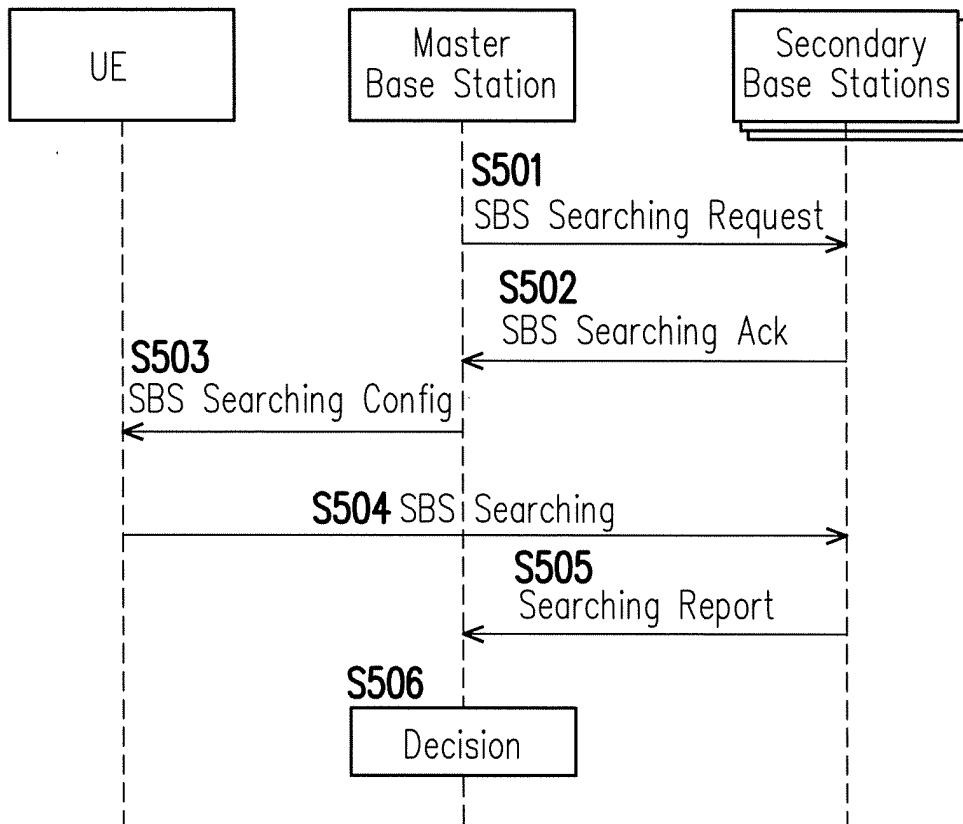 UE
Master
Base Station
Secondary
Base Stations
S501
SBS Searching Request
S502
SBS Searching Ack
S503
SBS Searching Config
S504 SBS Searching
S505
Searching Report
S506
Decision